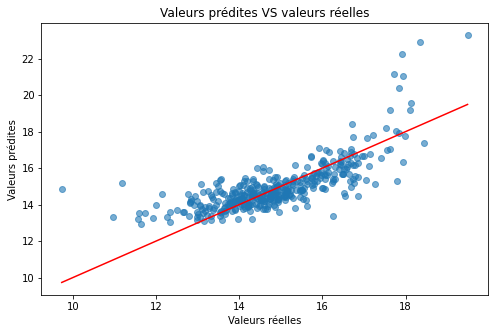 Valeurs prédites VS valeurs réelles
22
20
18
16
14
12
10
Valeurs prédites
10 12 14 16 18
Valeurs réelles